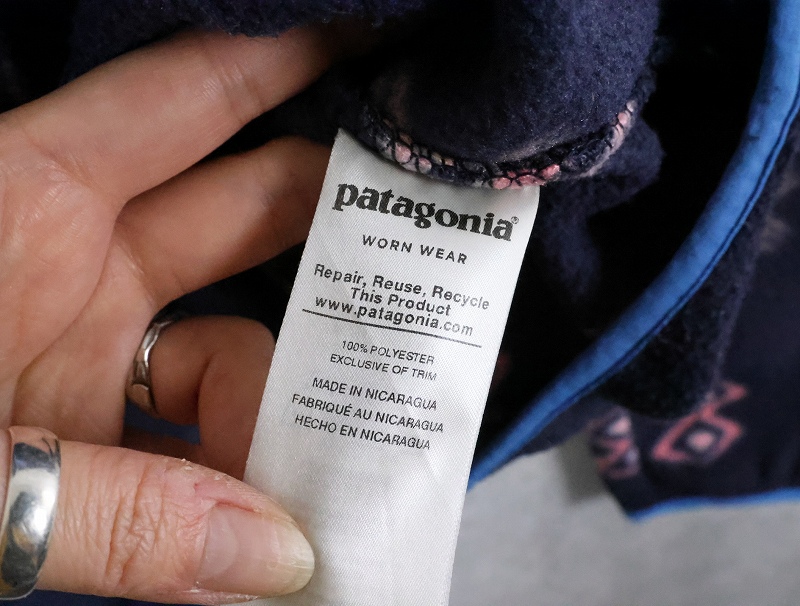 patagonia®
WORN WEAR
Repair, Reuse, Recycle
This Product
www.patagonia.com
100% POLYESTER
EXCLUSIVE OF TRIM
MADE IN NICARAGUA
FABRIQUÉ AU NICARAGUA
HECHO EN NICARAGUA